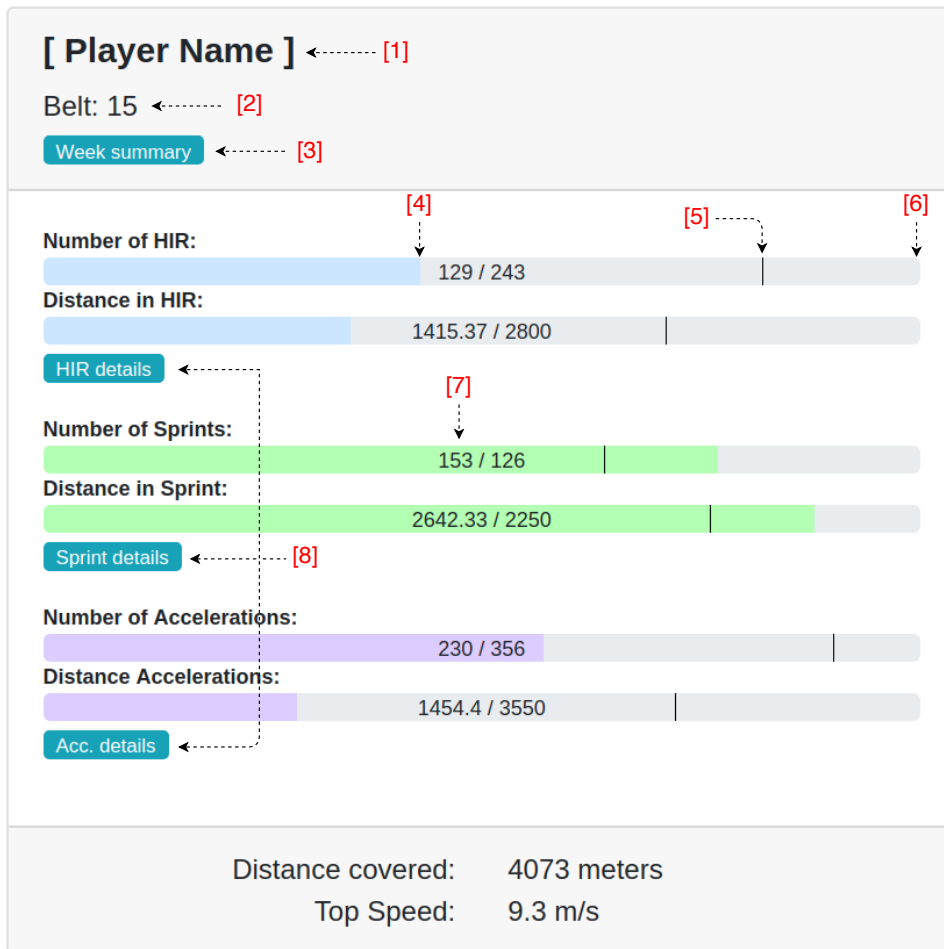 [ Player Name ] [1]
Belt: 15 [2]
Week summary [3]
[4] [5] [6]
Number of HIR:
129 / 243
Distance in HIR:
1415.37 / 2800
HIR details
[7]
Number of Sprints:
153 / 126
Distance in Sprint:
2642.33 / 2250
Sprint details [8]
Number of Accelerations:
230 / 356
Distance Accelerations:
1454.4 / 3550
Acc. details
Distance covered: 4073 meters
Top Speed: 9.3 m/s